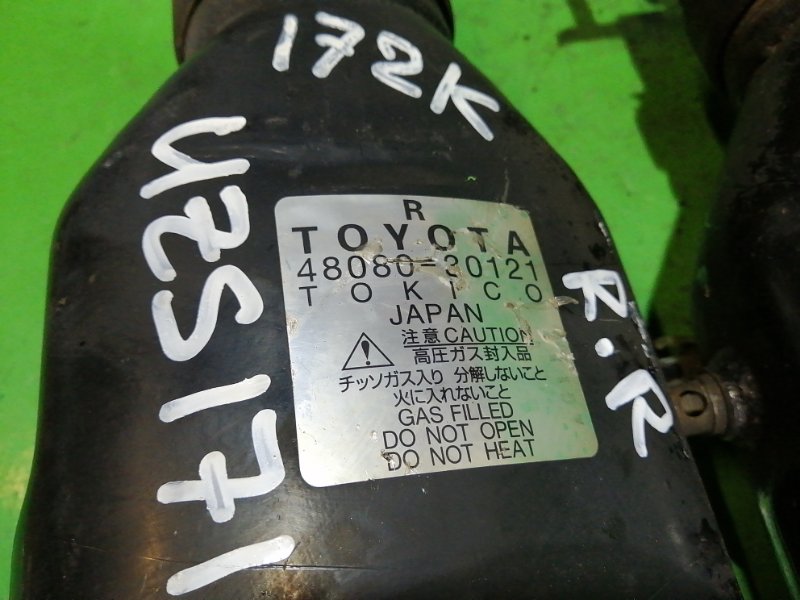 172K
UZS171
R
TOYOTA
48080-30121
TOKICO
JAPAN
注意 CAUTION
高圧ガス封入品
チッソガス入り 分解しないこと
火に入れないこと
GAS FILLED
DO NOT OPEN
DO NOT HEAT
R.R